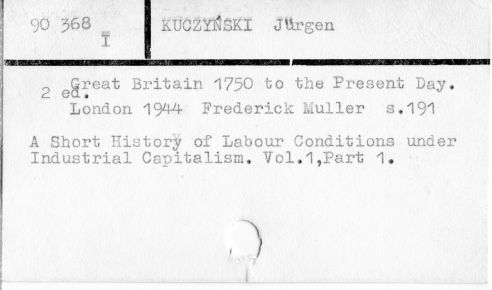 90 368 KUCZYŃSKI Jürgen
I
Great Britain 1750 to the Present Day.
2 ed.
London 1944 Frederick Muller s.191
A Short History of Labour Conditions under
Industrial Capitalism. Vol.1,Part 1.